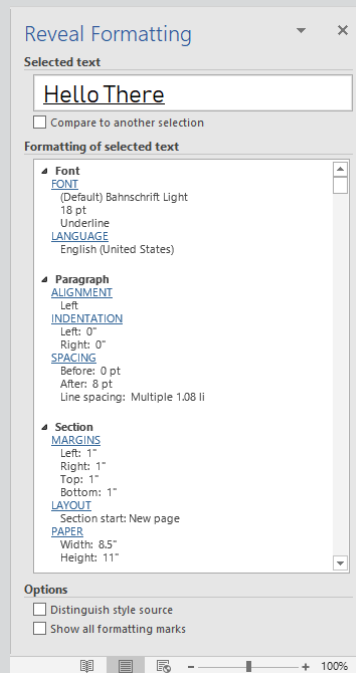 Reveal Formatting
Selected text
Hello There
Compare to another selection
Formatting of selected text
Font
FONT
(Default) Bahnschrift Light
18 pt
Underline
LANGUAGE
English (United States)
Paragraph
ALIGNMENT
Left
INDENTATION
Left: 0"
Right: 0"
SPACING
Before: 0 pt
After: 8 pt
Line spacing: Multiple 1.08 li
Section
MARGINS
Left: 1"
Right: 1"
Top: 1"
Bottom: 1"
LAYOUT
Section start: New page
PAPER
Width: 8.5"
Height: 11"
Options
Distinguish style source
Show all formatting marks
100%